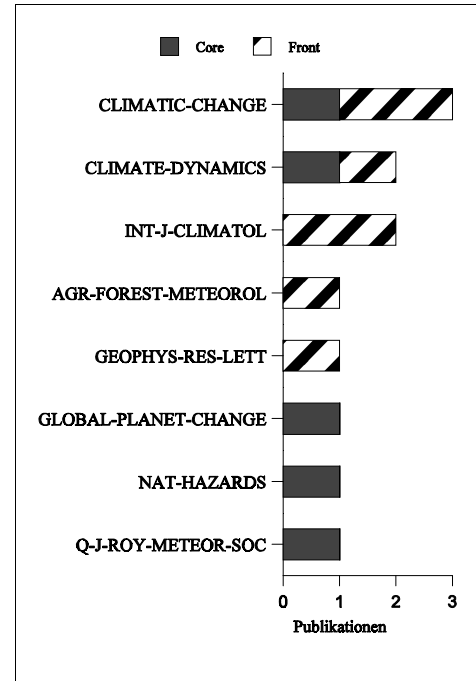 Core Front
CLIMATIC-CHANGE
CLIMATE-DYNAMICS
INT-J-CLIMATOL
AGR-FOREST-METEOROL
GEOPHYS-RES-LETT
GLOBAL-PLANET-CHANGE
NAT-HAZARDS
Q-J-ROY-METEOR-SOC
0 1 2 3
Publikationen